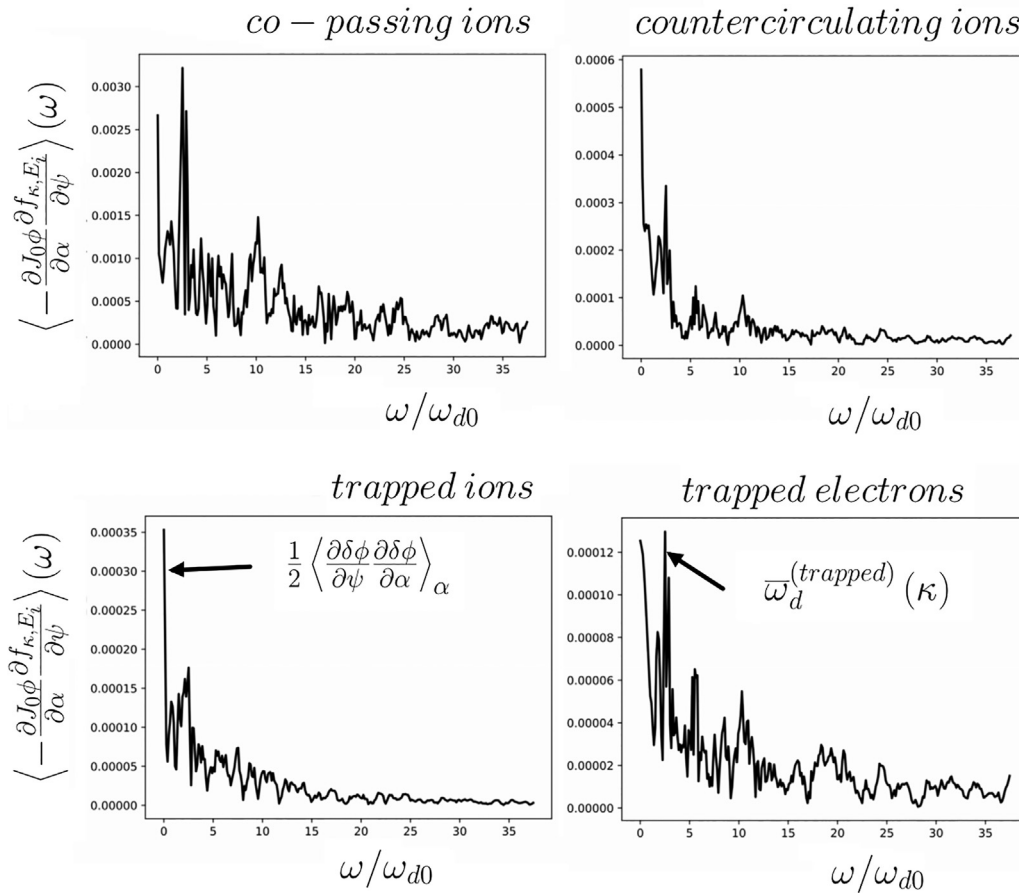 co − passing ions
countercirculating ions
⟨−∂J₀ϕ/∂α ∂f_{κ,E_i}/∂ψ⟩(ω)
0.0030
0.0025
0.0020
0.0015
0.0010
0.0005
0.0000
0 5 10 15 20 25 30 35
ω/ω_{d0}
0.0006
0.0005
0.0004
0.0003
0.0002
0.0001
0.0000
0 5 10 15 20 25 30 35
ω/ω_{d0}
trapped ions
trapped electrons
⟨−∂J₀ϕ/∂α ∂f_{κ,E_i}/∂ψ⟩(ω)
0.00035
0.00030
0.00025
0.00020
0.00015
0.00010
0.00005
0.00000
1/2 ⟨∂δϕ/∂ψ ∂δϕ/∂α⟩_α
0 5 10 15 20 25 30 35
ω/ω_{d0}
0.00012
0.00010
0.00008
0.00006
0.00004
0.00002
0.00000
ω̅_d^{(trapped)} (κ)
0 5 10 15 20 25 30 35
ω/ω_{d0}